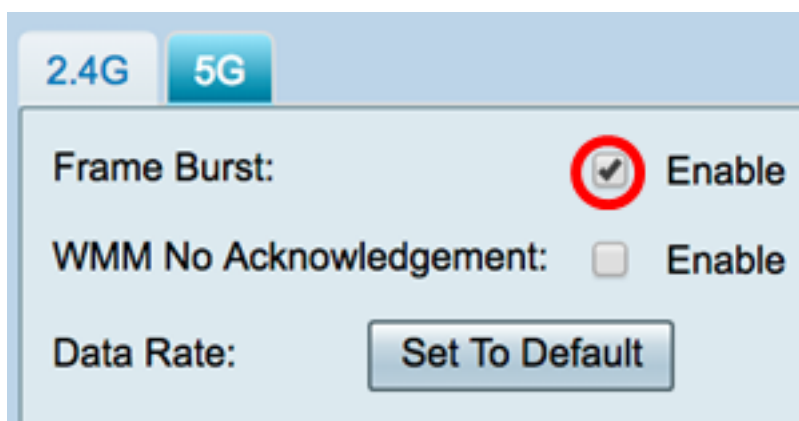 2.4G 5G
Frame Burst: Enable
WMM No Acknowledgement: Enable
Data Rate: Set To Default